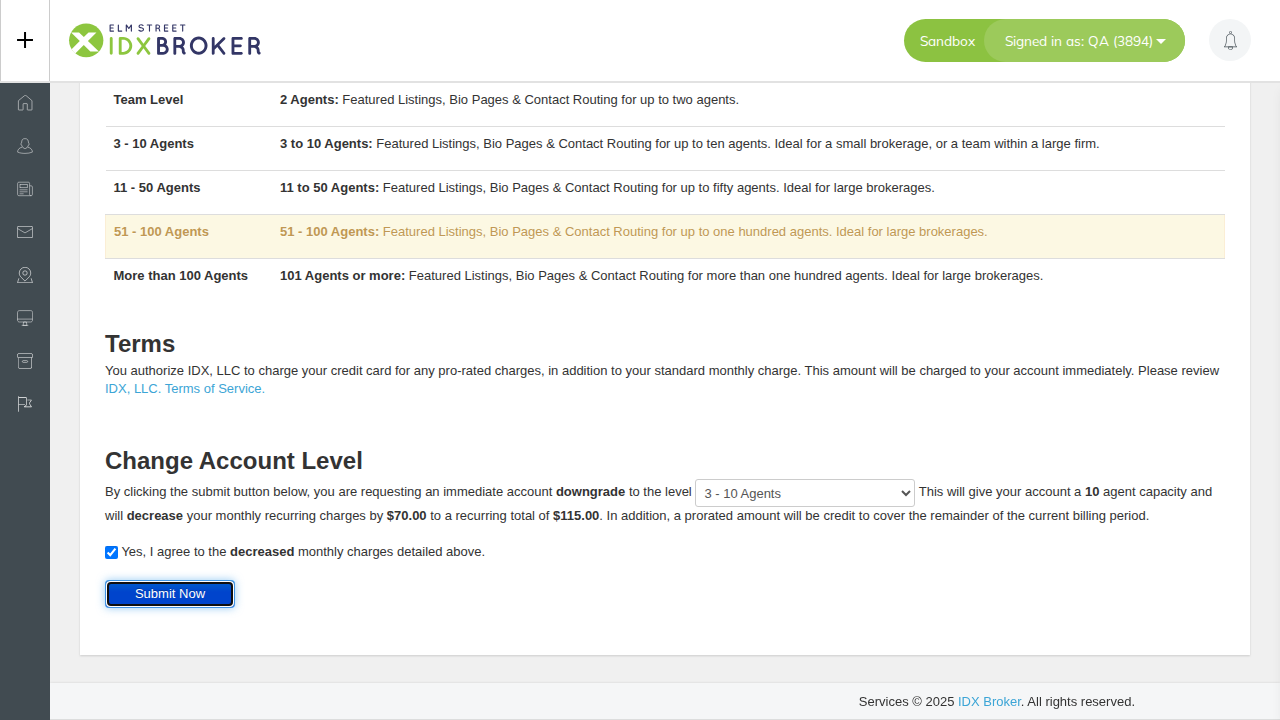 ELM STREET
IDXBROKER
Sandbox
Signed in as: QA (3894)
Team Level
2 Agents: Featured Listings, Bio Pages & Contact Routing for up to two agents.
3 - 10 Agents
3 to 10 Agents: Featured Listings, Bio Pages & Contact Routing for up to ten agents. Ideal for a small brokerage, or a team within a large firm.
11 - 50 Agents
11 to 50 Agents: Featured Listings, Bio Pages & Contact Routing for up to fifty agents. Ideal for large brokerages.
51 - 100 Agents
51 - 100 Agents: Featured Listings, Bio Pages & Contact Routing for up to one hundred agents. Ideal for large brokerages.
More than 100 Agents
101 Agents or more: Featured Listings, Bio Pages & Contact Routing for more than one hundred agents. Ideal for large brokerages.
Terms
You authorize IDX, LLC to charge your credit card for any pro-rated charges, in addition to your standard monthly charge. This amount will be charged to your account immediately. Please review
IDX, LLC. Terms of Service.
Change Account Level
By clicking the submit button below, you are requesting an immediate account downgrade to the level 3 - 10 Agents This will give your account a 10 agent capacity and
will decrease your monthly recurring charges by $70.00 to a recurring total of $115.00. In addition, a prorated amount will be credit to cover the remainder of the current billing period.
Yes, I agree to the decreased monthly charges detailed above.
Submit Now
Services © 2025 IDX Broker. All rights reserved.